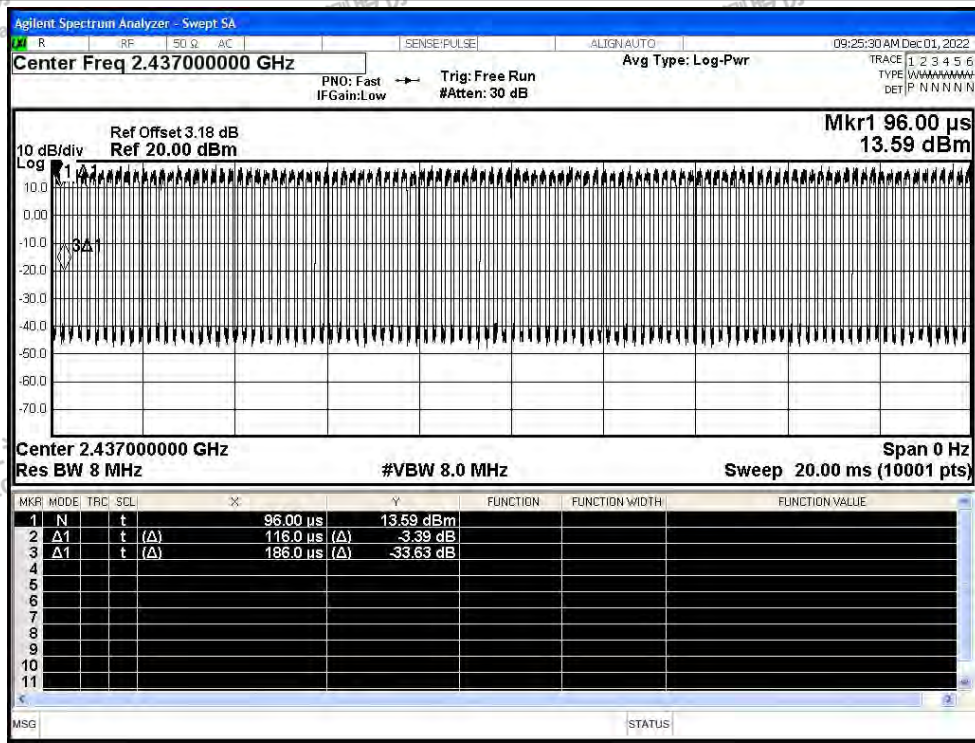 Agilent Spectrum Analyzer - Swept SA
R RF 50 Ω AC SENSE:PULSE ALIGN AUTO 09:25:30 AM Dec 01, 2022
Center Freq 2.437000000 GHz
PNO: Fast
IFGain:Low
Trig: Free Run
#Atten: 30 dB
Avg Type: Log-Pwr
TRACE 1 2 3 4 5 6
TYPE
DET P N N N N N
Mkr1 96.00 µs
13.59 dBm
Ref Offset 3.18 dB
10 dB/div Ref 20.00 dBm
Log
1
3Δ1
10.0
0.00
-10.0
-20.0
-30.0
-40.0
-50.0
-60.0
-70.0
Center 2.437000000 GHz Span 0 Hz
Res BW 8 MHz #VBW 8.0 MHz Sweep 20.00 ms (10001 pts)
MKR MODE TRC SCL X Y FUNCTION FUNCTION WIDTH FUNCTION VALUE
1 N t 96.00 µs 13.59 dBm
2 Δ1 t (Δ) 116.0 µs (Δ) -3.39 dB
3 Δ1 t (Δ) 186.0 µs (Δ) -33.63 dB
4
5
6
7
8
9
10
11
MSG STATUS